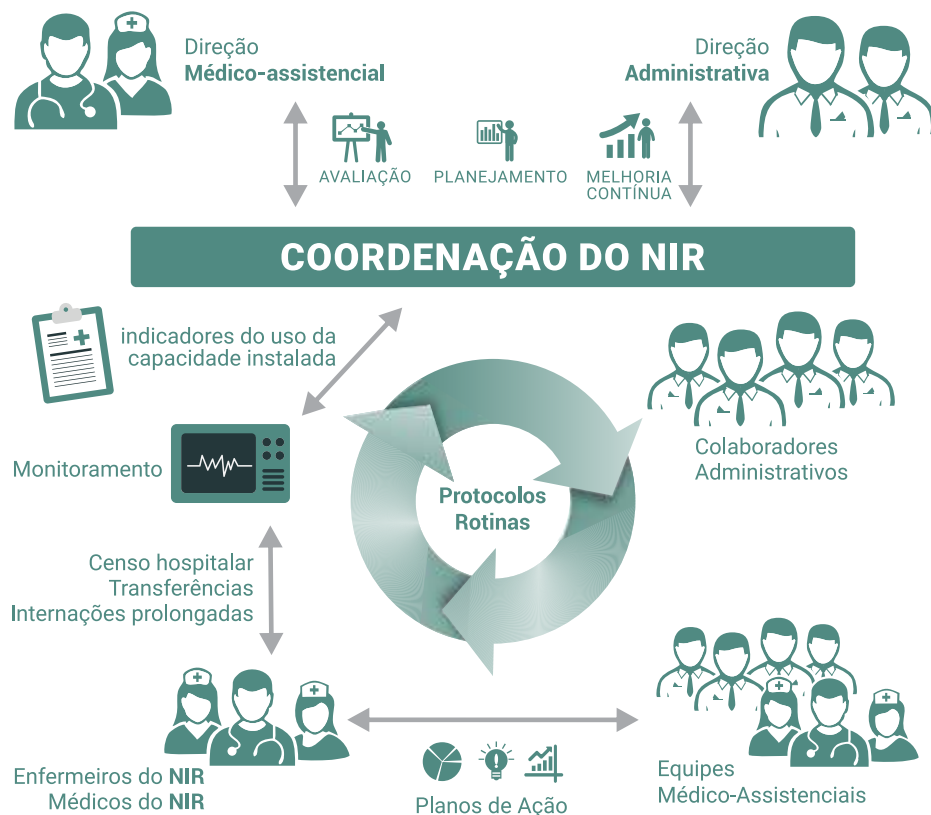 Direção
Médico-assistencial
Direção
Administrativa
AVALIAÇÃO
PLANEJAMENTO
MELHORIA
CONTÍNUA
COORDENAÇÃO DO NIR
indicadores do uso da
capacidade instalada
Colaboradores
Administrativos
Monitoramento
Protocolos
Rotinas
Censo hospitalar
Transferências
Internações prolongadas
Enfermeiros do NIR
Médicos do NIR
Planos de Ação
Equipes
Médico-Assistenciais